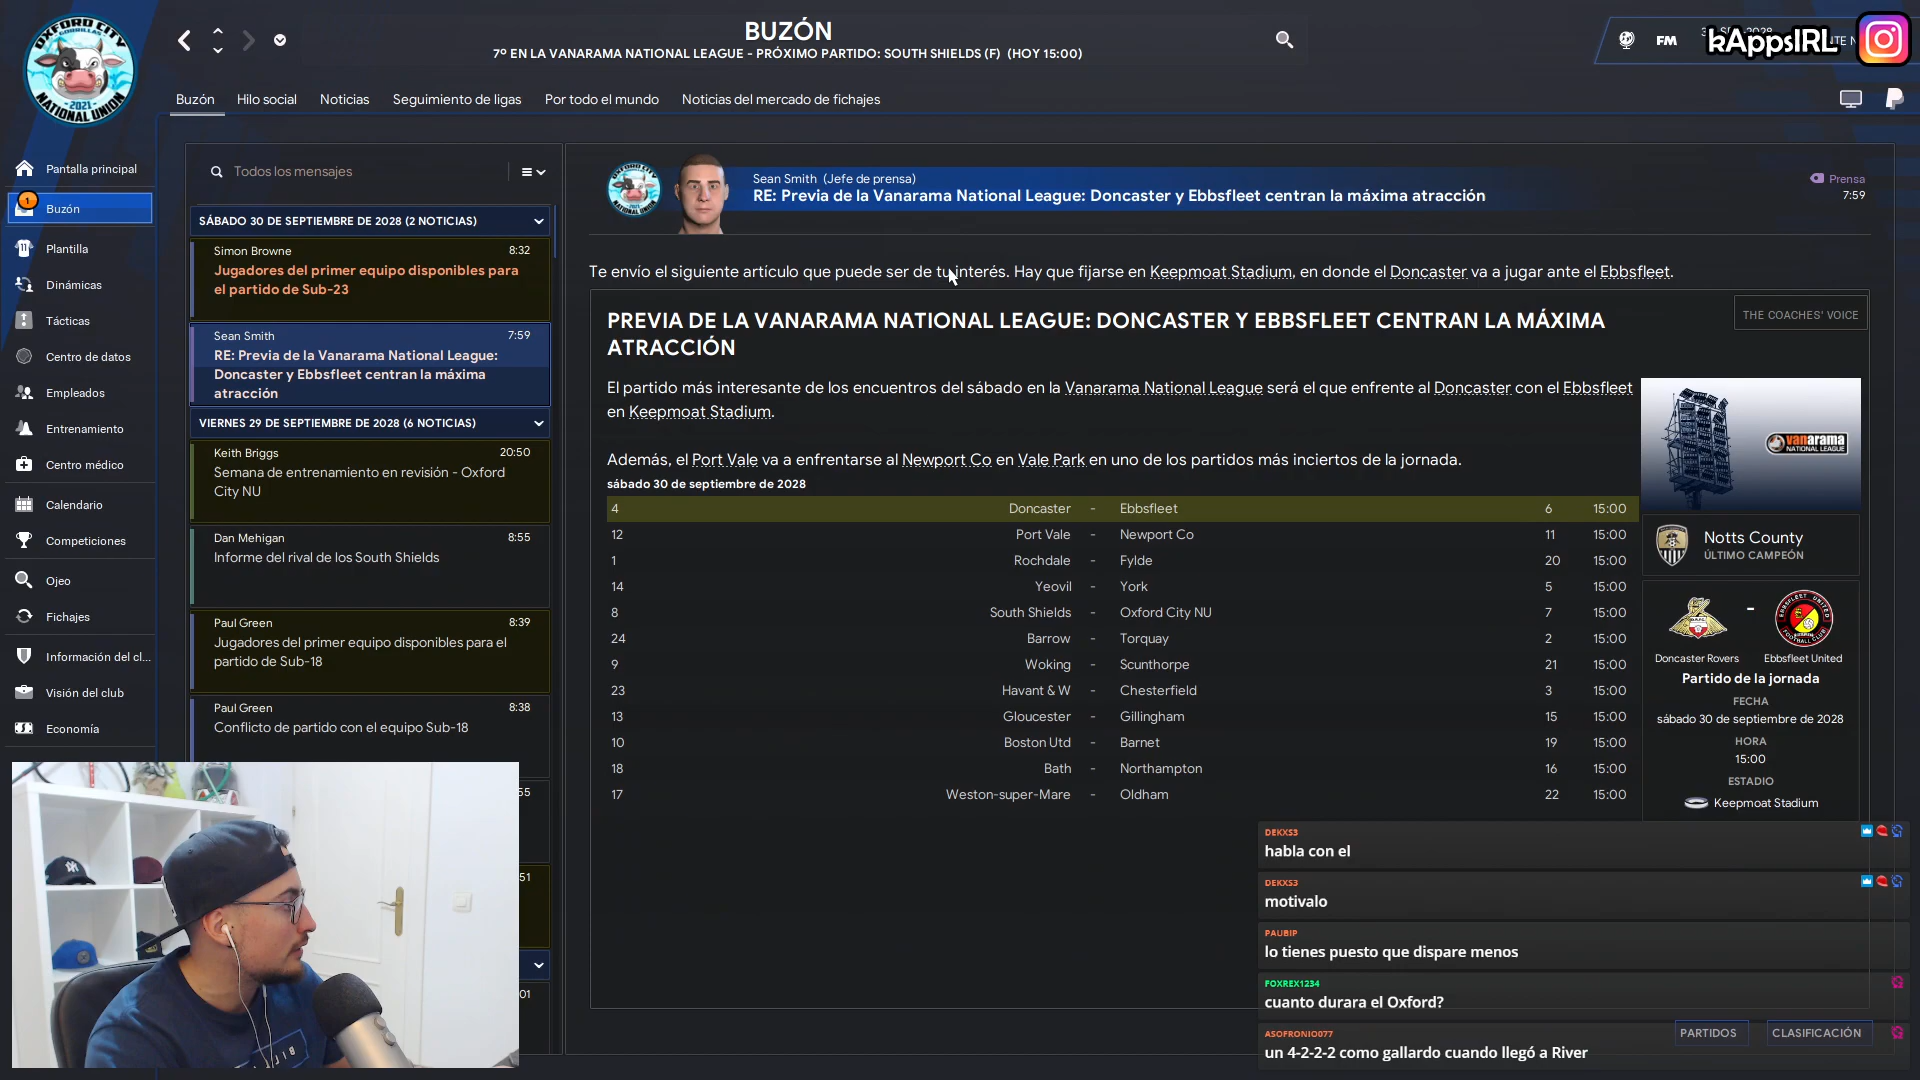 BUZÓN
7º EN LA VANARAMA NATIONAL LEAGUE - PRÓXIMO PARTIDO: SOUTH SHIELDS (F) (HOY 15:00)
FM
kAppsIRL
OXFORD CITY
GORRILLAS
2021
NATIONAL UNION
Buzón
Hilo social
Noticias
Seguimiento de ligas
Por todo el mundo
Noticias del mercado de fichajes
Pantalla principal
1
Buzón
Plantilla
Dinámicas
Tácticas
Centro de datos
Empleados
Entrenamiento
Centro médico
Calendario
Competiciones
Ojeo
Fichajes
Información del cl...
Visión del club
Economía
Todos los mensajes
SÁBADO 30 DE SEPTIEMBRE DE 2028 (2 NOTICIAS)
Simon Browne 8:32
Jugadores del primer equipo disponibles para
el partido de Sub-23
Sean Smith 7:59
RE: Previa de la Vanarama National League:
Doncaster y Ebbsfleet centran la máxima
atracción
VIERNES 29 DE SEPTIEMBRE DE 2028 (6 NOTICIAS)
Keith Briggs 20:50
Semana de entrenamiento en revisión - Oxford
City NU
Dan Mehigan 8:55
Informe del rival de los South Shields
Paul Green 8:39
Jugadores del primer equipo disponibles para el
partido de Sub-18
Paul Green 8:38
Conflicto de partido con el equipo Sub-18
55
51
01
Sean Smith (Jefe de prensa)
RE: Previa de la Vanarama National League: Doncaster y Ebbsfleet centran la máxima atracción
Prensa
7:59
Te envío el siguiente artículo que puede ser de tu interés. Hay que fijarse en Keepmoat Stadium, en donde el Doncaster va a jugar ante el Ebbsfleet.
PREVIA DE LA VANARAMA NATIONAL LEAGUE: DONCASTER Y EBBSFLEET CENTRAN LA MÁXIMA
ATRACCIÓN
THE COACHES' VOICE
El partido más interesante de los encuentros del sábado en la Vanarama National League será el que enfrente al Doncaster con el Ebbsfleet
en Keepmoat Stadium.
Además, el Port Vale va a enfrentarse al Newport Co en Vale Park en uno de los partidos más inciertos de la jornada.
sábado 30 de septiembre de 2028
4 Doncaster - Ebbsfleet 6 15:00
12 Port Vale - Newport Co 11 15:00
1 Rochdale - Fylde 20 15:00
14 Yeovil - York 5 15:00
8 South Shields - Oxford City NU 7 15:00
24 Barrow - Torquay 2 15:00
9 Woking - Scunthorpe 21 15:00
23 Havant & W - Chesterfield 3 15:00
13 Gloucester - Gillingham 15 15:00
10 Boston Utd - Barnet 19 15:00
18 Bath - Northampton 16 15:00
17 Weston-super-Mare - Oldham 22 15:00
vanarama
NATIONAL LEAGUE
Notts County
ÚLTIMO CAMPEÓN
-
Doncaster Rovers
Ebbsfleet United
Partido de la jornada
FECHA
sábado 30 de septiembre de 2028
HORA
15:00
ESTADIO
Keepmoat Stadium
DEKXS3
habla con el
DEKXS3
motivalo
PAUBIP
lo tienes puesto que dispare menos
FOXREX1234
cuanto durara el Oxford?
ASOFRONIO077
un 4-2-2-2 como gallardo cuando llegó a River
PARTIDOS
CLASIFICACIÓN